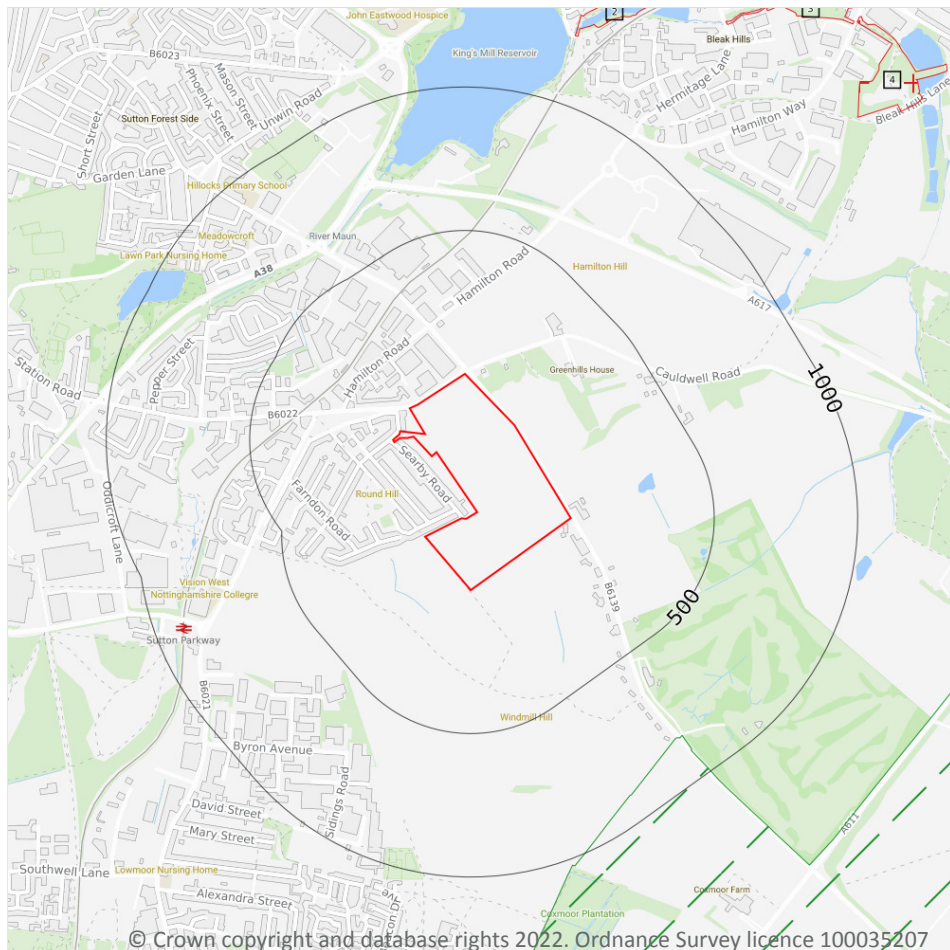 John Eastwood Hospice
2
3
B6023
King's Mill Reservoir
Bleak Hills
Mason Street
Phoenix Street
Hermitage Lane
4
Unwin Road
Sutton Forest Side
Short Street
Hamilton Way
Bleak Hills Lane
Garden Lane
Hillocks Primary School
Meadowcroft
River Maun
Lawn Park Nursing Home
A38
Hamilton Road
Hamilton Hill
A617
Pepper Street
Station Road
Hamilton Road
Greenhills House
Cauldwell Road
1000
B6022
Searby Road
Round Hill
Farndon Road
Oddicroft Lane
Vision West
Nottinghamshire Collegre
B6139
500
Sutton Parkway
B6021
Windmill Hill
Byron Avenue
Sidings Road
David Street
Mary Street
A611
Southwell Lane
Lowmoor Nursing Home
Alexandra Street
Coxmoor Farm
Coxmoor Plantation
© Crown copyright and database rights 2022. Ordnance Survey licence 100035207